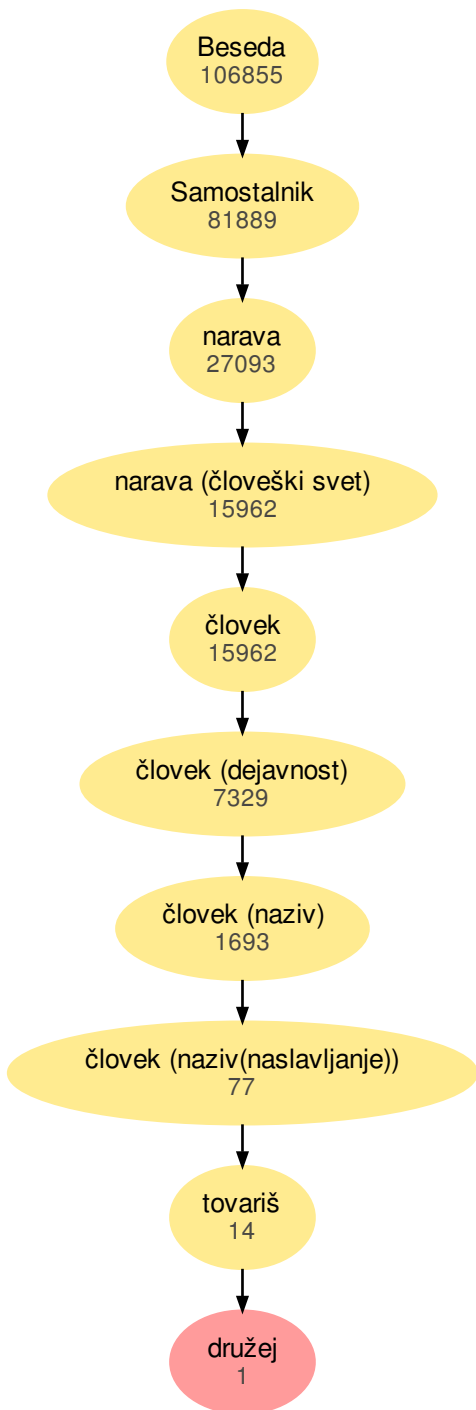 Beseda
106855
Samostalnik
81889
narava
27093
narava (človeški svet)
15962
človek
15962
človek (dejavnost)
7329
človek (naziv)
1693
človek (naziv(naslavljanje))
77
tovariš
14
družej
1